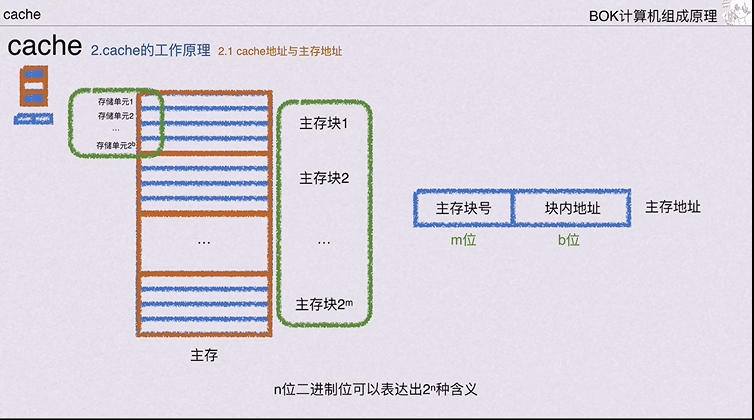 cache
BOK计算机组成原理
cache 2.cache的工作原理 2.1 cache地址与主存地址
存储单元1
存储单元2
...
存储单元2ᵇ
主存块1
主存块2
...
...
主存块2ᵐ
主存
主存块号 块内地址 主存地址
m位 b位
n位二进制位可以表达出2ⁿ种含义